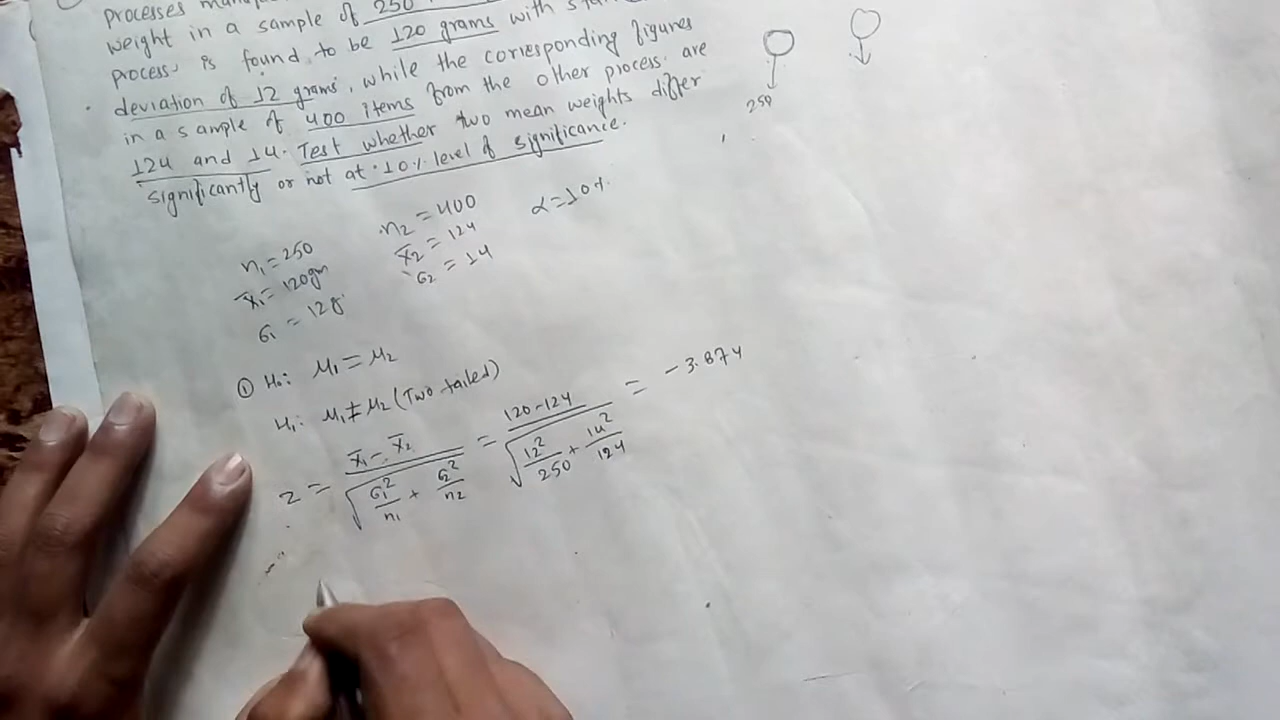 processes
weight in a sample of 250
process is found to be 120 grams with
deviation of 12 grams, while the corresponding figures
in a sample of 400 items from the other process are
124 and 14. Test whether two mean weights differ
significantly or not at 10% level of significance.
250
n₁ = 250
x̄₁ = 120gm
σ₁ = 12g
n₂ = 400
x̄₂ = 124
σ₂ = 14
α = 10%
① H₀: μ₁ = μ₂
H₁: μ₁ ≠ μ₂ (Two tailed)
z = (x̄₁ - x̄₂) / √(σ₁²/n₁ + σ₂²/n₂) = (120-124) / √(12²/250 + 14²/124) = -3.874